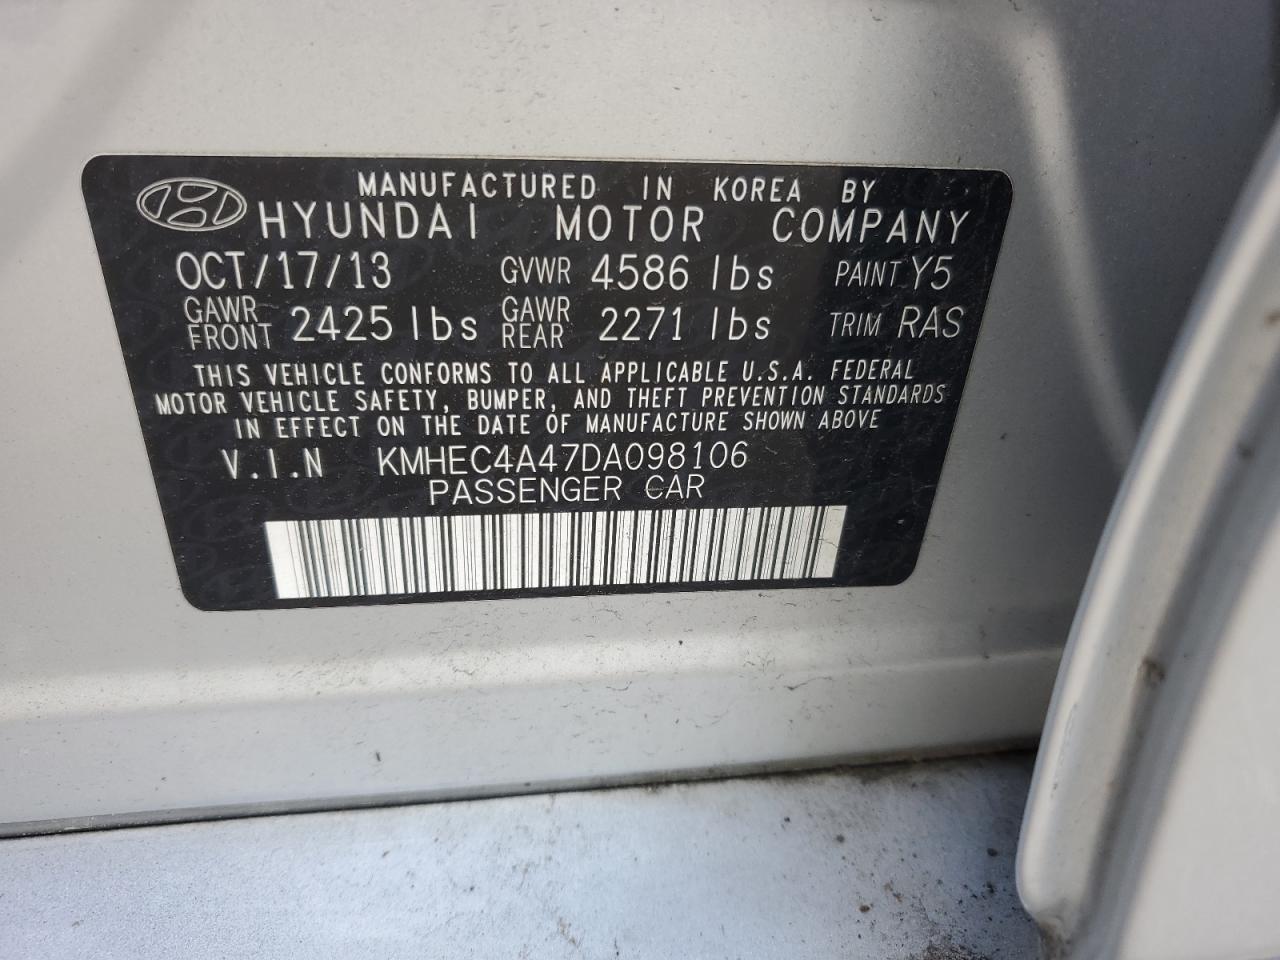 MANUFACTURED IN KOREA BY
HYUNDAI MOTOR COMPANY
OCT/17/13 GVWR 4586 lbs PAINT Y5
GAWR FRONT 2425 lbs GAWR REAR 2271 lbs TRIM RAS
THIS VEHICLE CONFORMS TO ALL APPLICABLE U.S.A. FEDERAL
MOTOR VEHICLE SAFETY, BUMPER, AND THEFT PREVENTION STANDARDS
IN EFFECT ON THE DATE OF MANUFACTURE SHOWN ABOVE
V.I.N KMHEC4A47DA098106
PASSENGER CAR